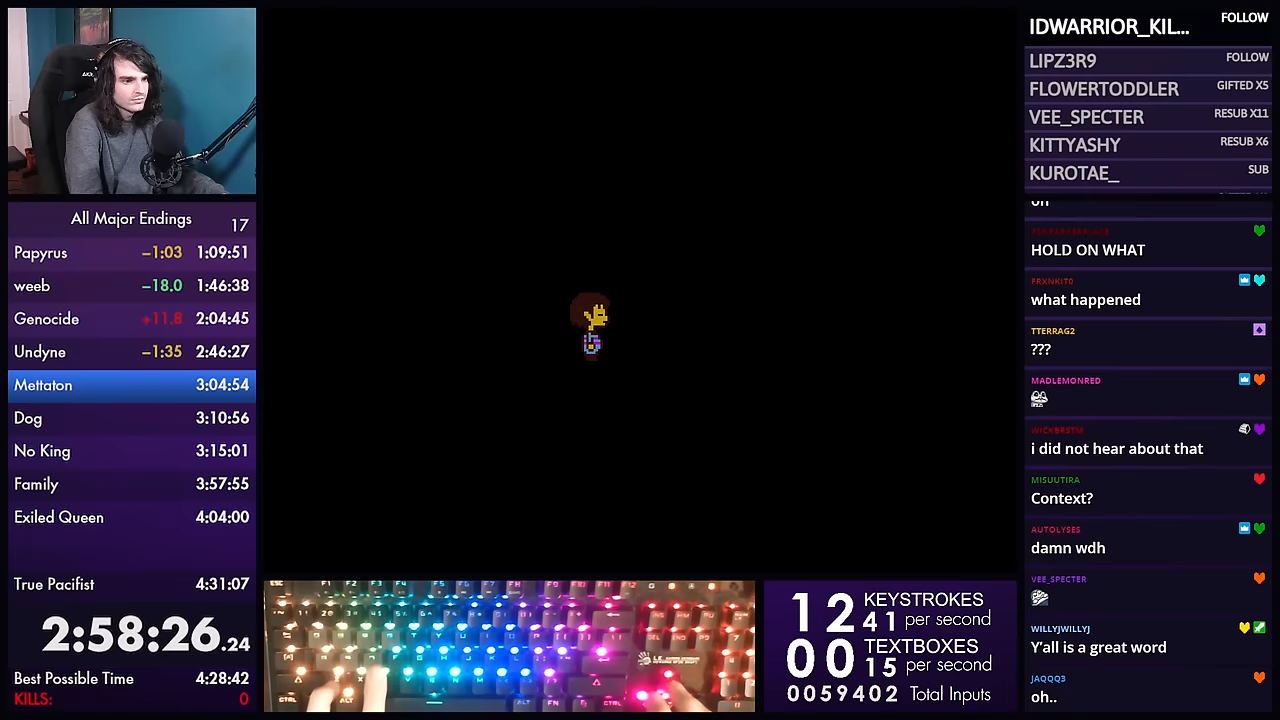 All Major Endings 17
Papyrus −1:03 1:09:51
weeb −18.0 1:46:38
Genocide +11.8 2:04:45
Undyne −1:35 2:46:27
Mettaton 3:04:54
Dog 3:10:56
No King 3:15:01
Family 3:57:55
Exiled Queen 4:04:00
True Pacifist 4:31:07
2:58:26.24
Best Possible Time 4:28:42
KILLS: 0
12 KEYSTROKES
41 per second
00 TEXTBOXES
15 per second
0059402 Total Inputs
IDWARRIOR_KIL... FOLLOW
LIPZ3R9 FOLLOW
FLOWERTODDLER GIFTED X5
VEE_SPECTER RESUB X11
KITTYASHY RESUB X6
KUROTAE_ SUB
HOLD ON WHAT
FRXNKIT0
what happened
TTERRAG2
???
MADLEMONRED
WICKBRSTM
i did not hear about that
MISUUTIRA
Context?
AUTOLYSES
damn wdh
VEE_SPECTER
WILLYJWILLYJ
Y'all is a great word
JAQQQ3
oh..